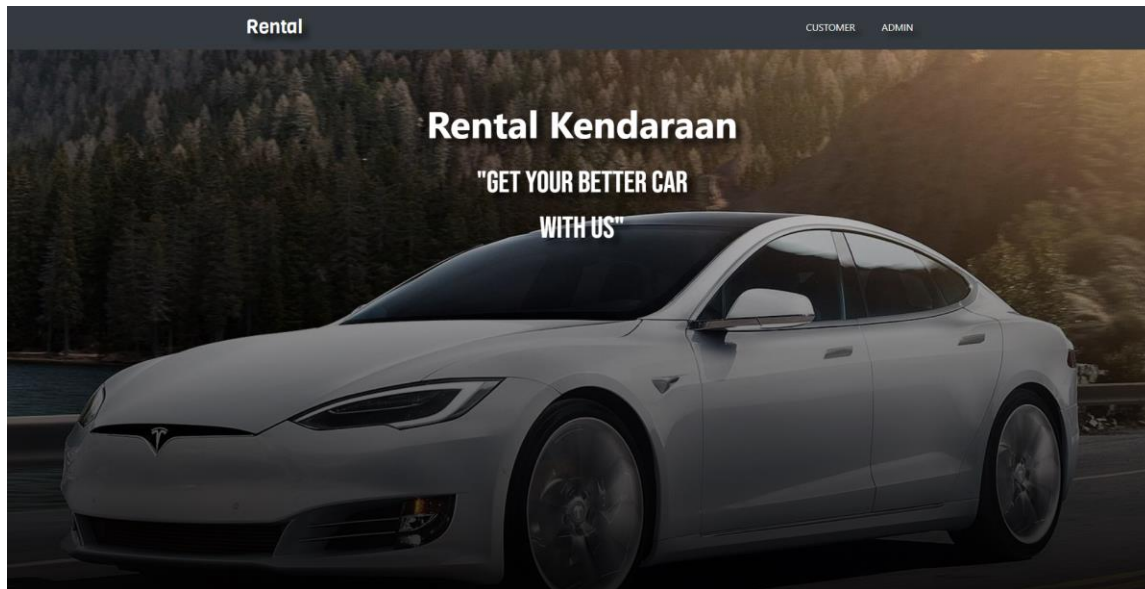 Rental
CUSTOMER ADMIN
Rental Kendaraan
"GET YOUR BETTER CAR
WITH US"